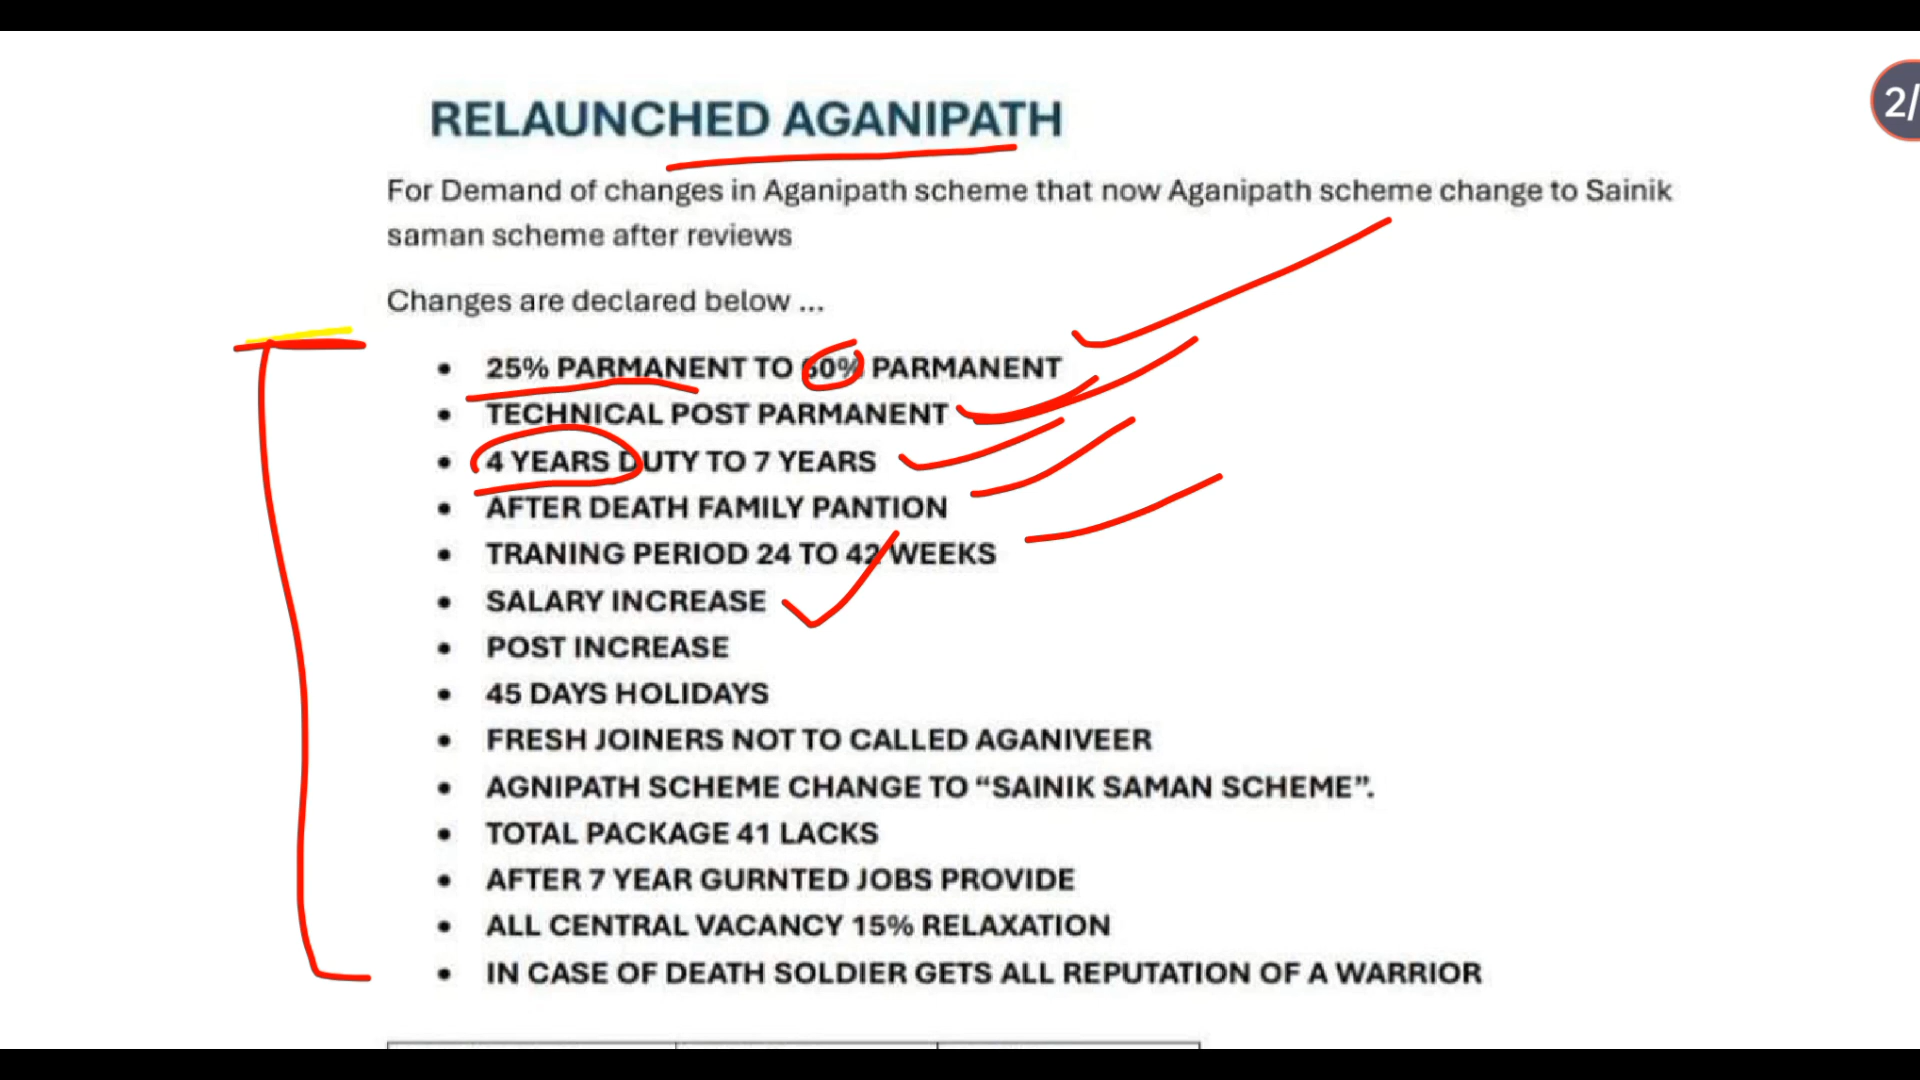 RELAUNCHED AGANIPATH
2/
For Demand of changes in Aganipath scheme that now Aganipath scheme change to Sainik
saman scheme after reviews
Changes are declared below ...
• 25% PARMANENT TO 60% PARMANENT
• TECHNICAL POST PARMANENT
• 4 YEARS DUTY TO 7 YEARS
• AFTER DEATH FAMILY PANTION
• TRANING PERIOD 24 TO 42 WEEKS
• SALARY INCREASE
• POST INCREASE
• 45 DAYS HOLIDAYS
• FRESH JOINERS NOT TO CALLED AGANIVEER
• AGNIPATH SCHEME CHANGE TO “SAINIK SAMAN SCHEME”.
• TOTAL PACKAGE 41 LACKS
• AFTER 7 YEAR GURNTED JOBS PROVIDE
• ALL CENTRAL VACANCY 15% RELAXATION
• IN CASE OF DEATH SOLDIER GETS ALL REPUTATION OF A WARRIOR